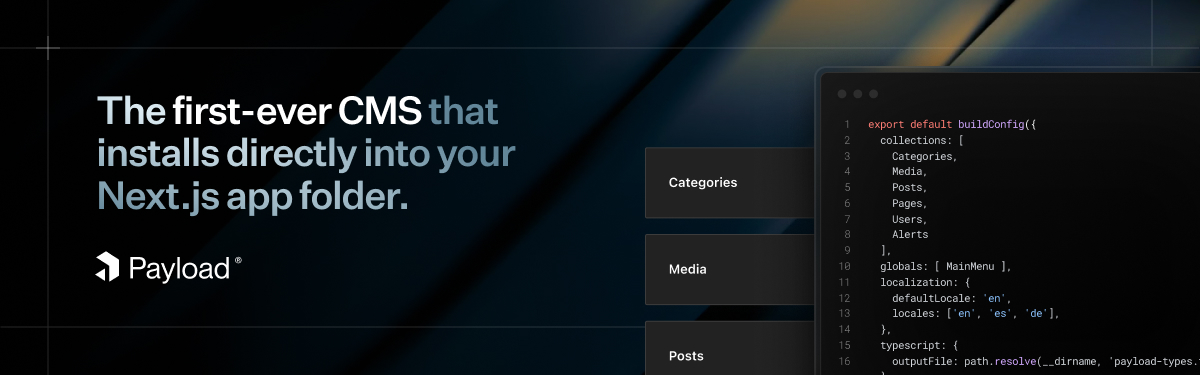 The first-ever CMS that
installs directly into your
Next.js app folder.
Payload®
Categories
Media
Posts
1 export default buildConfig({
2 collections: [
3 Categories,
4 Media,
5 Posts,
6 Pages,
7 Users,
8 Alerts
9 ],
10 globals: [ MainMenu ],
11 localization: {
12 defaultLocale: 'en',
13 locales: ['en', 'es', 'de'],
14 },
15 typescript: {
16 outputFile: path.resolve(__dirname, 'payload-types.